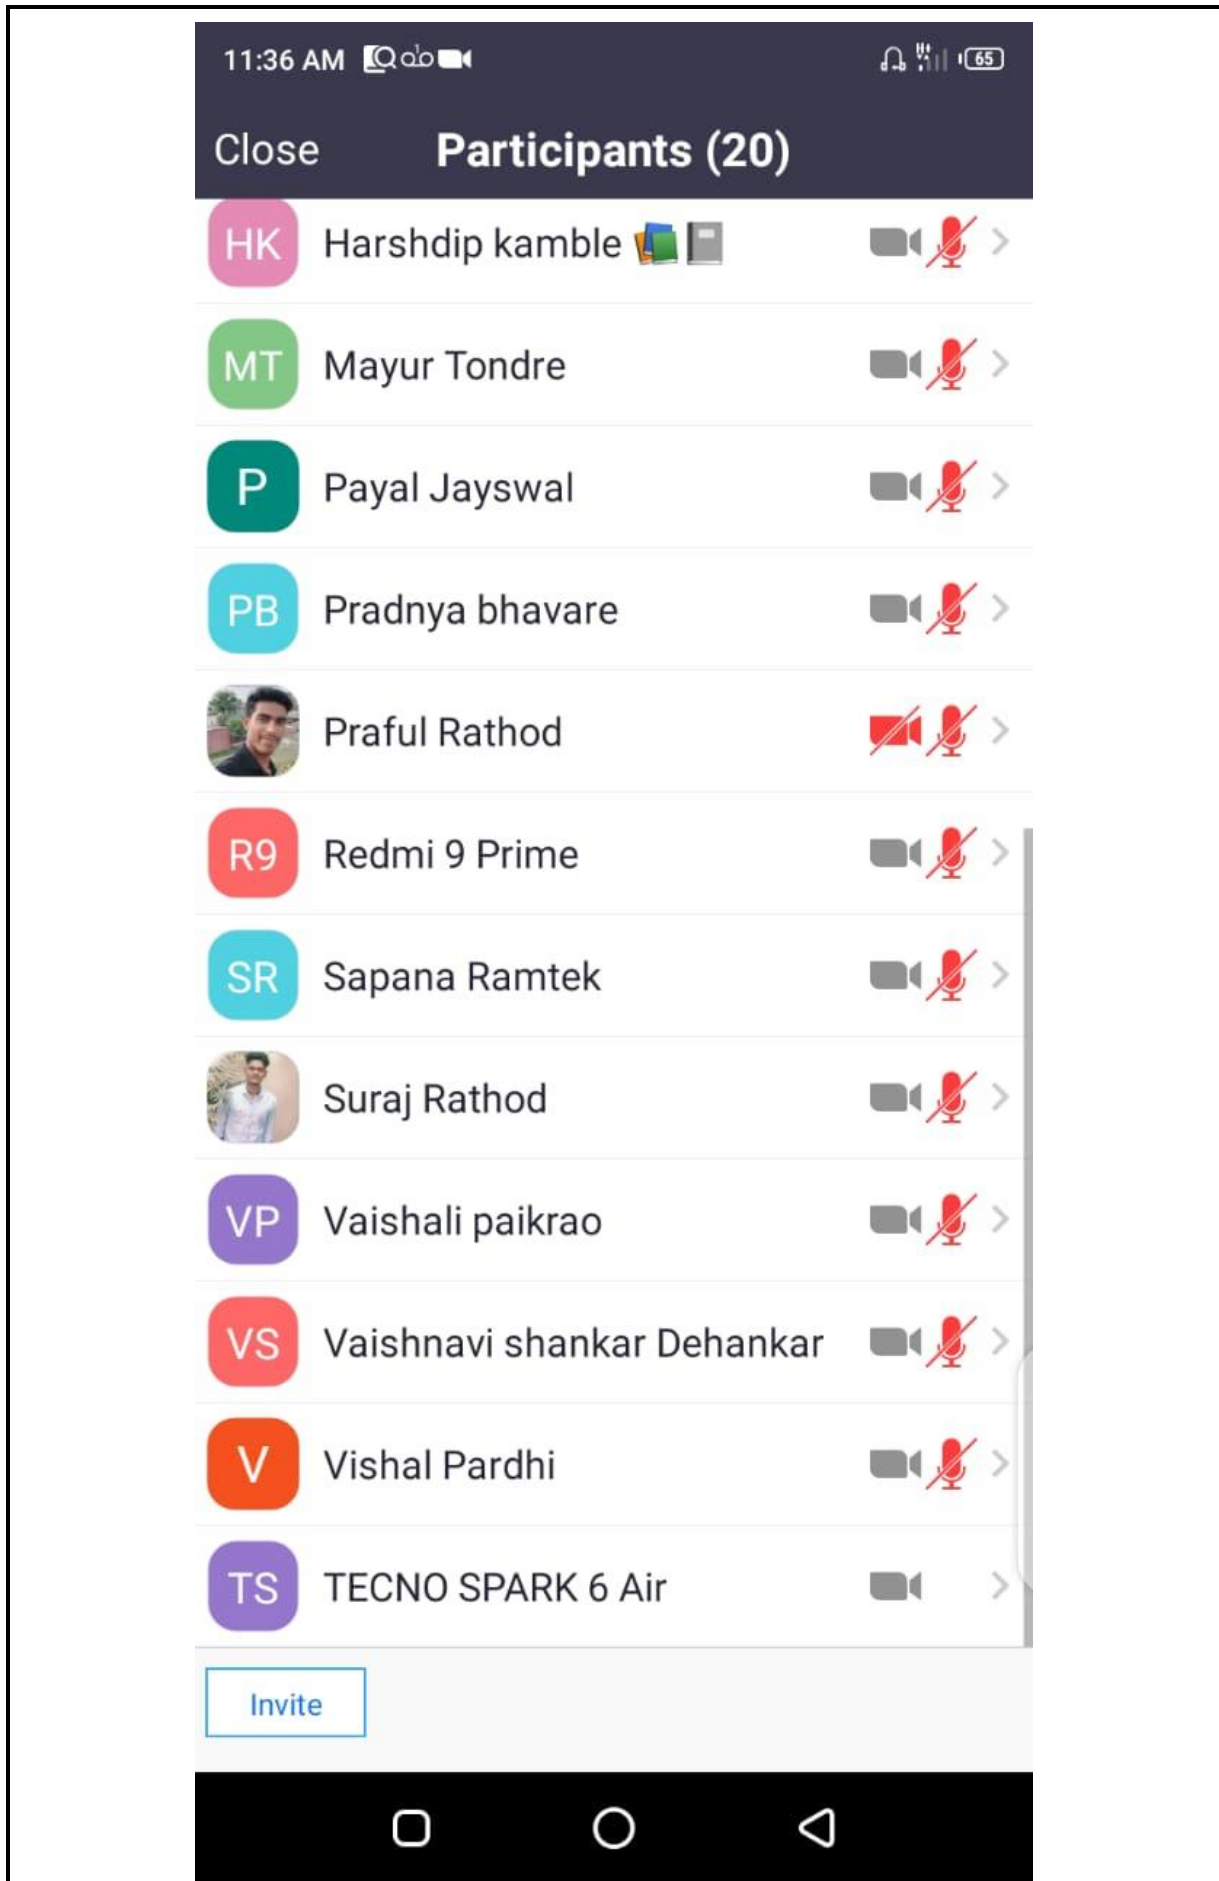 11:36 AM 65
Close Participants (20)
HK Harshdip kamble 📚📓
MT Mayur Tondre
P Payal Jayswal
PB Pradnya bhavare
Praful Rathod
R9 Redmi 9 Prime
SR Sapana Ramtek
Suraj Rathod
VP Vaishali paikrao
VS Vaishnavi shankar Dehankar
V Vishal Pardhi
TS TECNO SPARK 6 Air
Invite